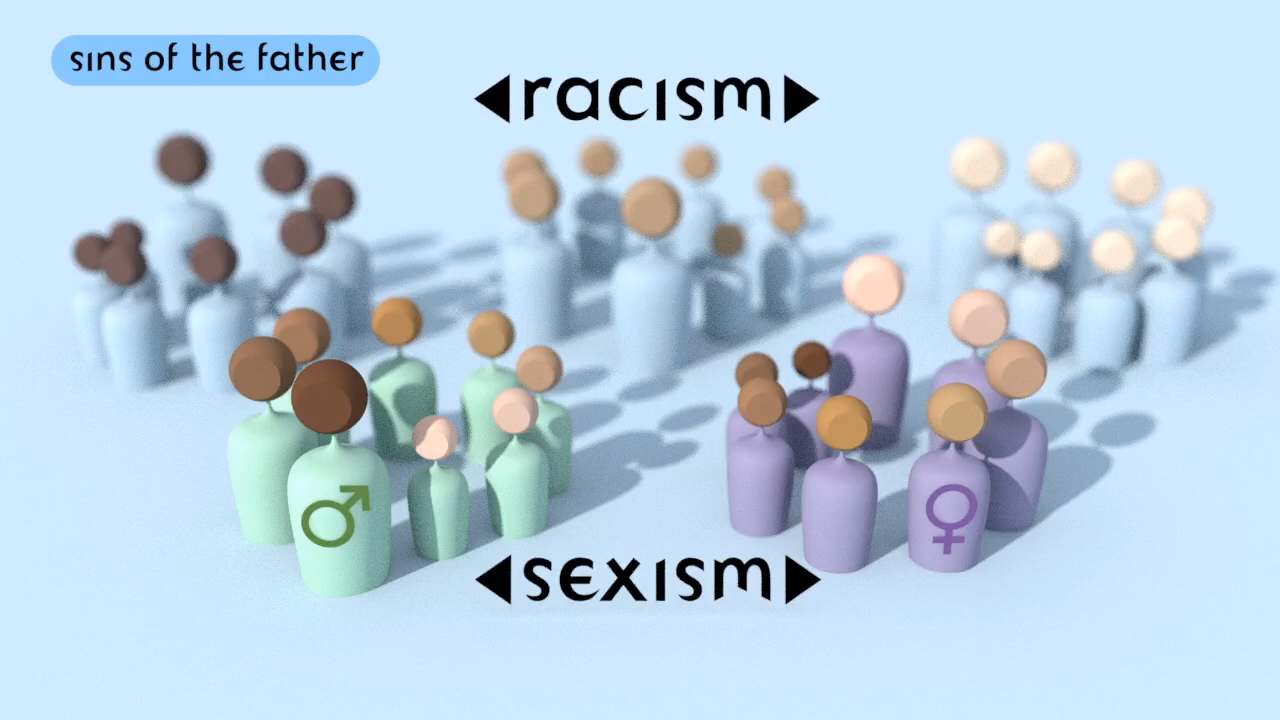 sins of the father
racism
sexism